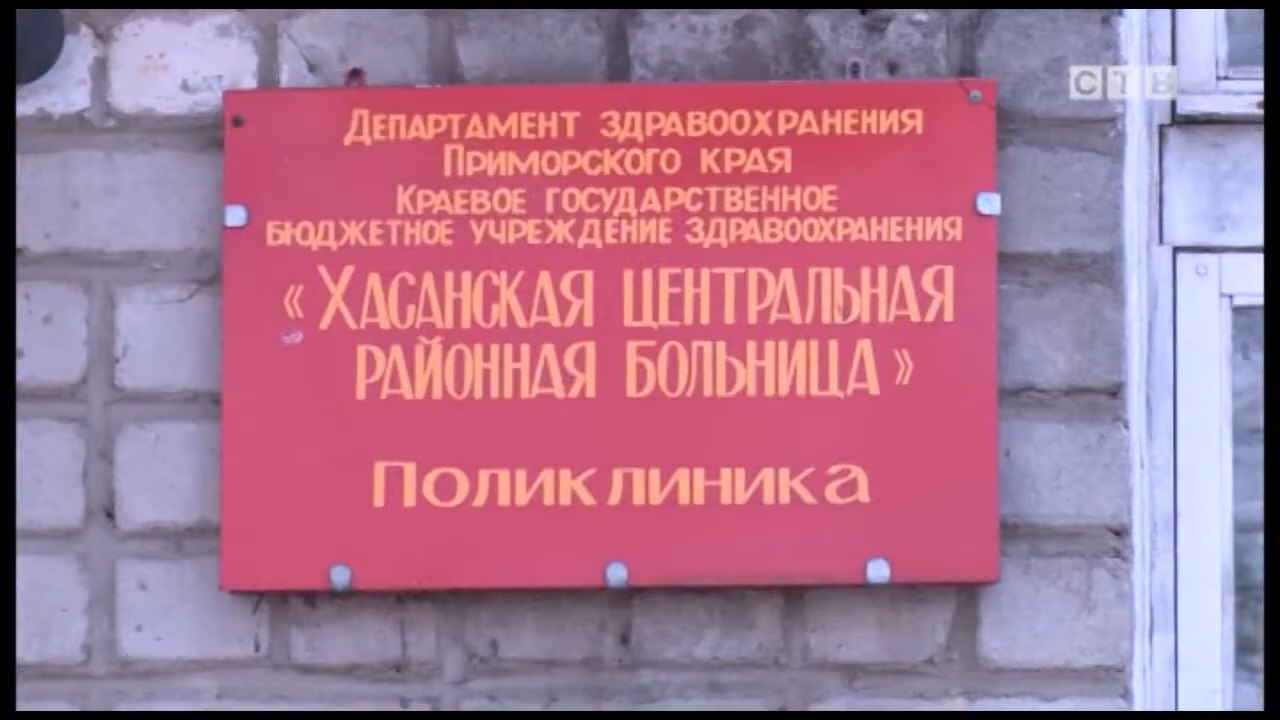 СТВ
Департамент здравоохранения
Приморского края
Краевое государственное
бюджетное учреждение здравоохранения
«Хасанская центральная
районная больница»
Поликлиника